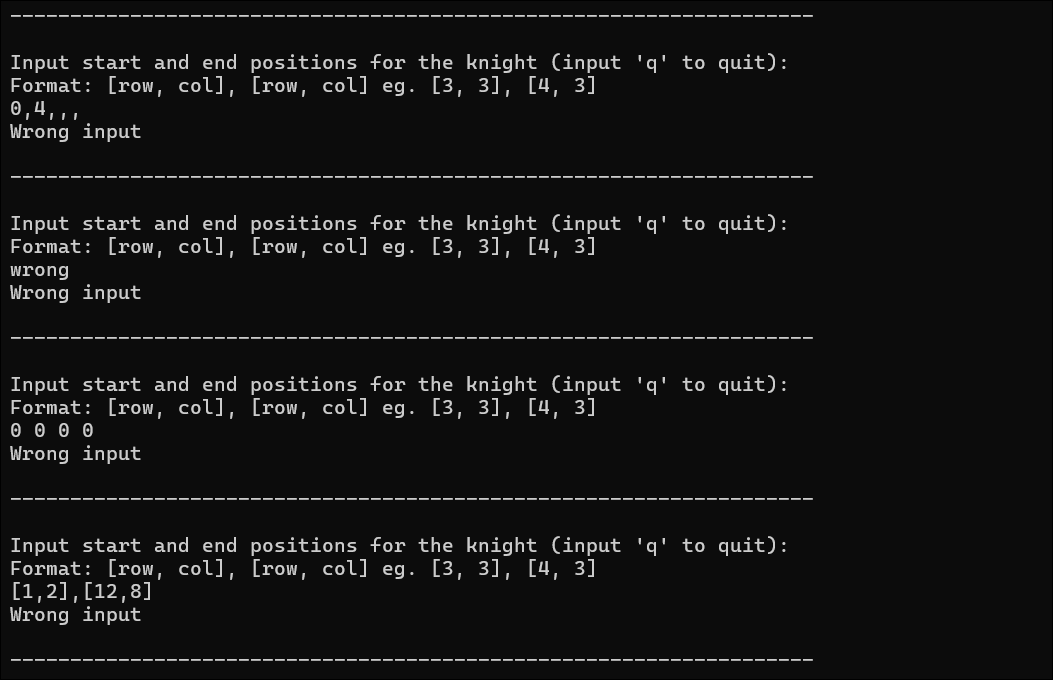 -------------------------------------------------------------------
Input start and end positions for the knight (input 'q' to quit):
Format: [row, col], [row, col] eg. [3, 3], [4, 3]
0,4,,,
Wrong input
-------------------------------------------------------------------
Input start and end positions for the knight (input 'q' to quit):
Format: [row, col], [row, col] eg. [3, 3], [4, 3]
wrong
Wrong input
-------------------------------------------------------------------
Input start and end positions for the knight (input 'q' to quit):
Format: [row, col], [row, col] eg. [3, 3], [4, 3]
0 0 0 0
Wrong input
-------------------------------------------------------------------
Input start and end positions for the knight (input 'q' to quit):
Format: [row, col], [row, col] eg. [3, 3], [4, 3]
[1,2],[12,8]
Wrong input
-------------------------------------------------------------------